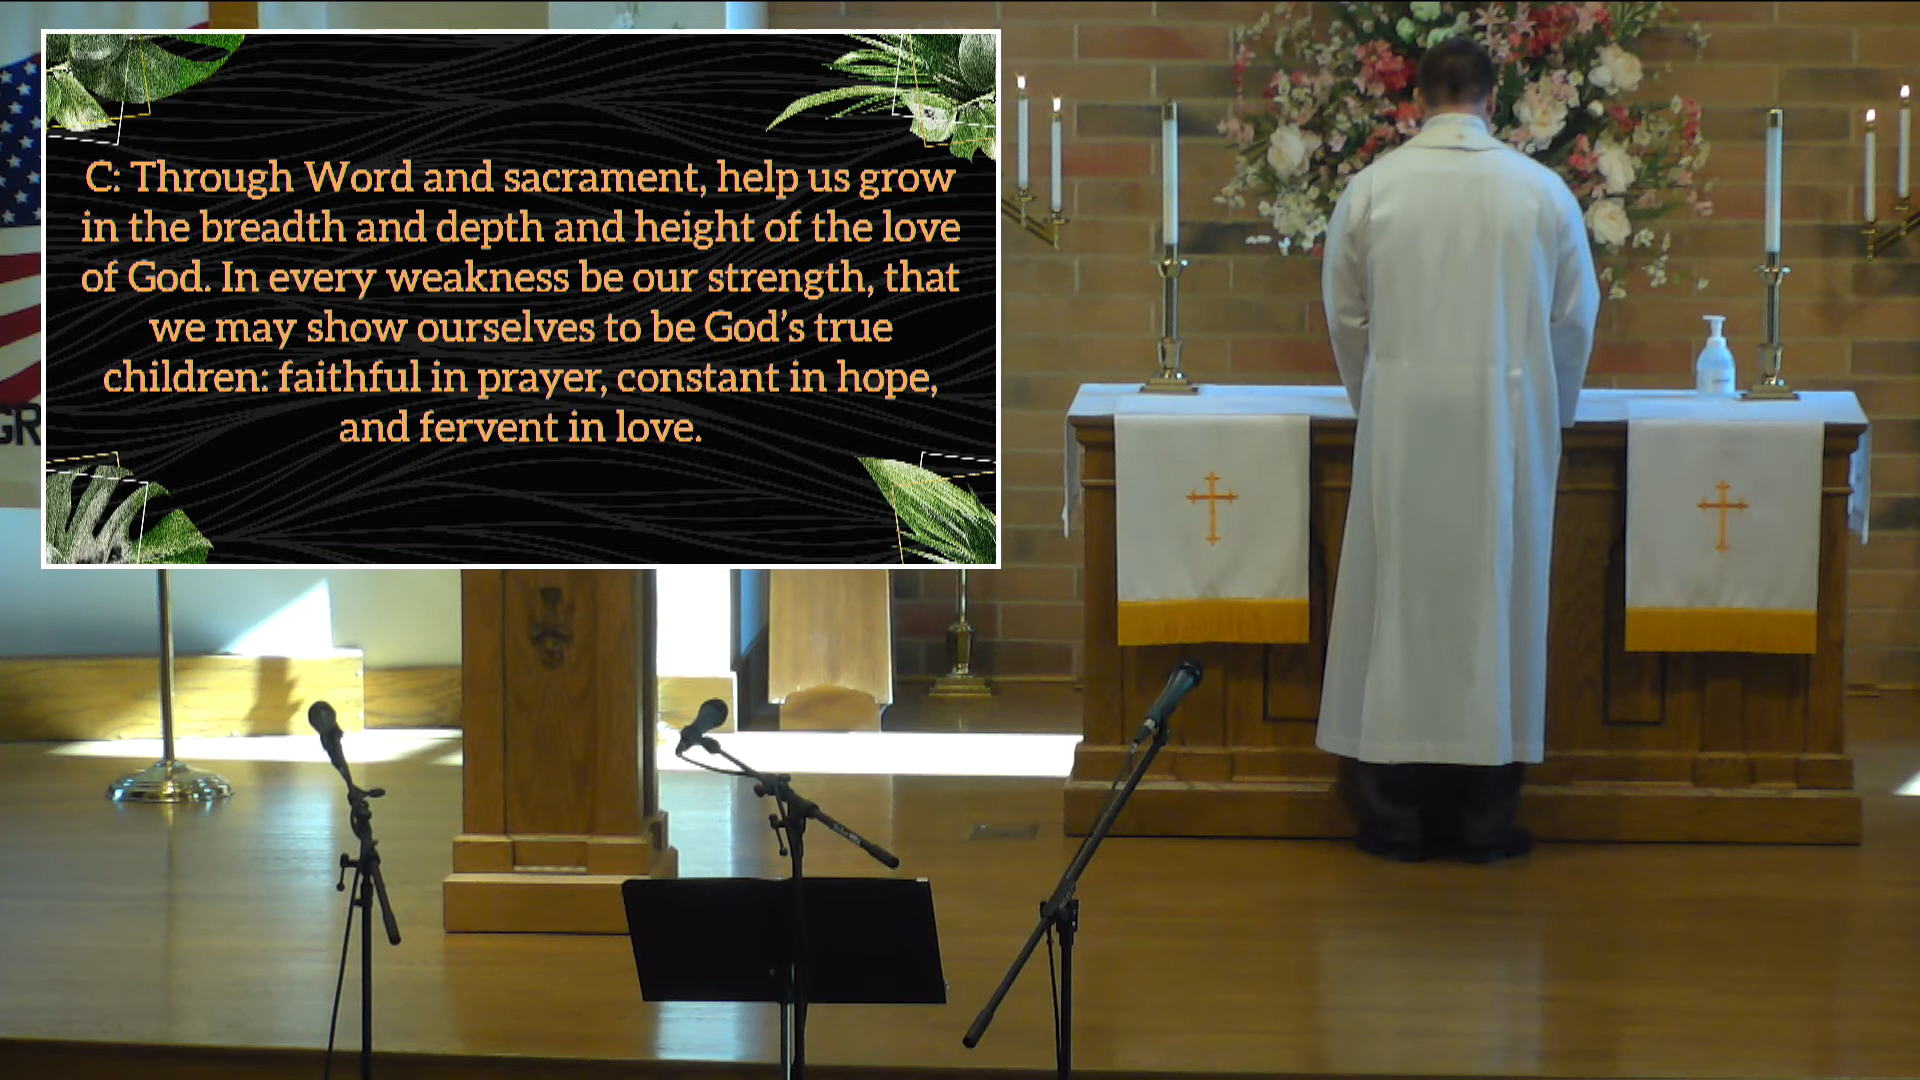 C: Through Word and sacrament, help us grow
in the breadth and depth and height of the love
of God. In every weakness be our strength, that
we may show ourselves to be God's true
children: faithful in prayer, constant in hope,
and fervent in love.
GR